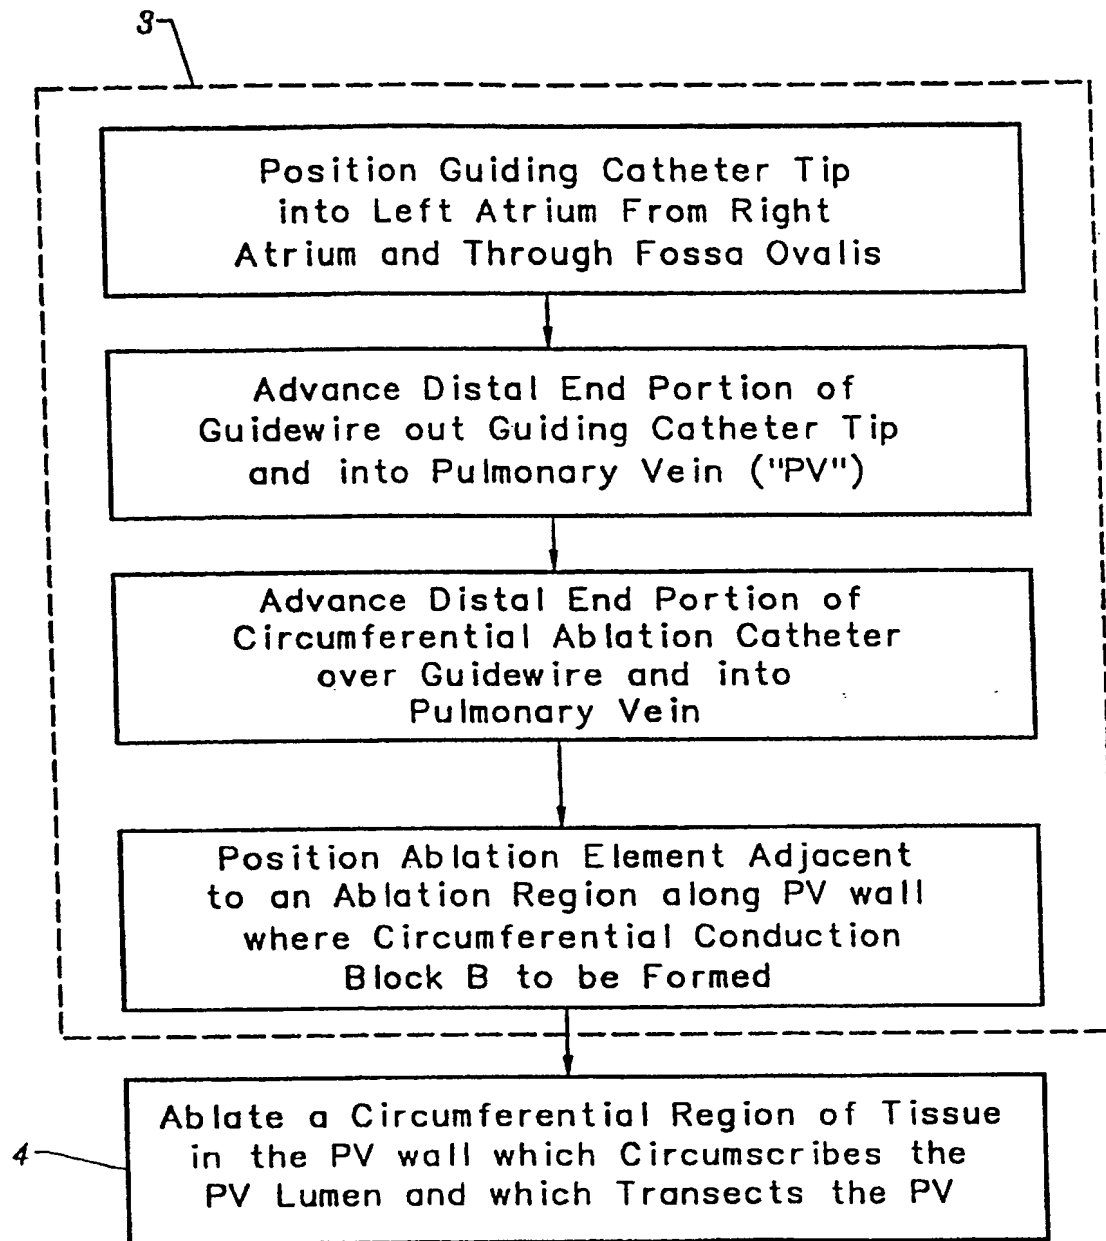 3
Position Guiding Catheter Tip
into Left Atrium From Right
Atrium and Through Fossa Ovalis
Advance Distal End Portion of
Guidewire out Guiding Catheter Tip
and into Pulmonary Vein ("PV")
Advance Distal End Portion of
Circumferential Ablation Catheter
over Guidewire and into
Pulmonary Vein
Position Ablation Element Adjacent
to an Ablation Region along PV wall
where Circumferential Conduction
Block B to be Formed
Ablate a Circumferential Region of Tissue
in the PV wall which Circumscribes the
PV Lumen and which Transects the PV
4